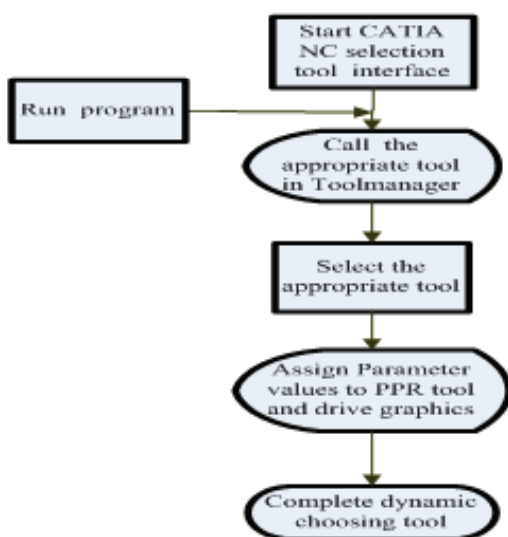 Start CATIA
NC selection
tool interface
Run program
Call the
appropriate tool
in Toolmanager
Select the
appropriate tool
Assign Parameter
values to PPR tool
and drive graphics
Complete dynamic
choosing tool